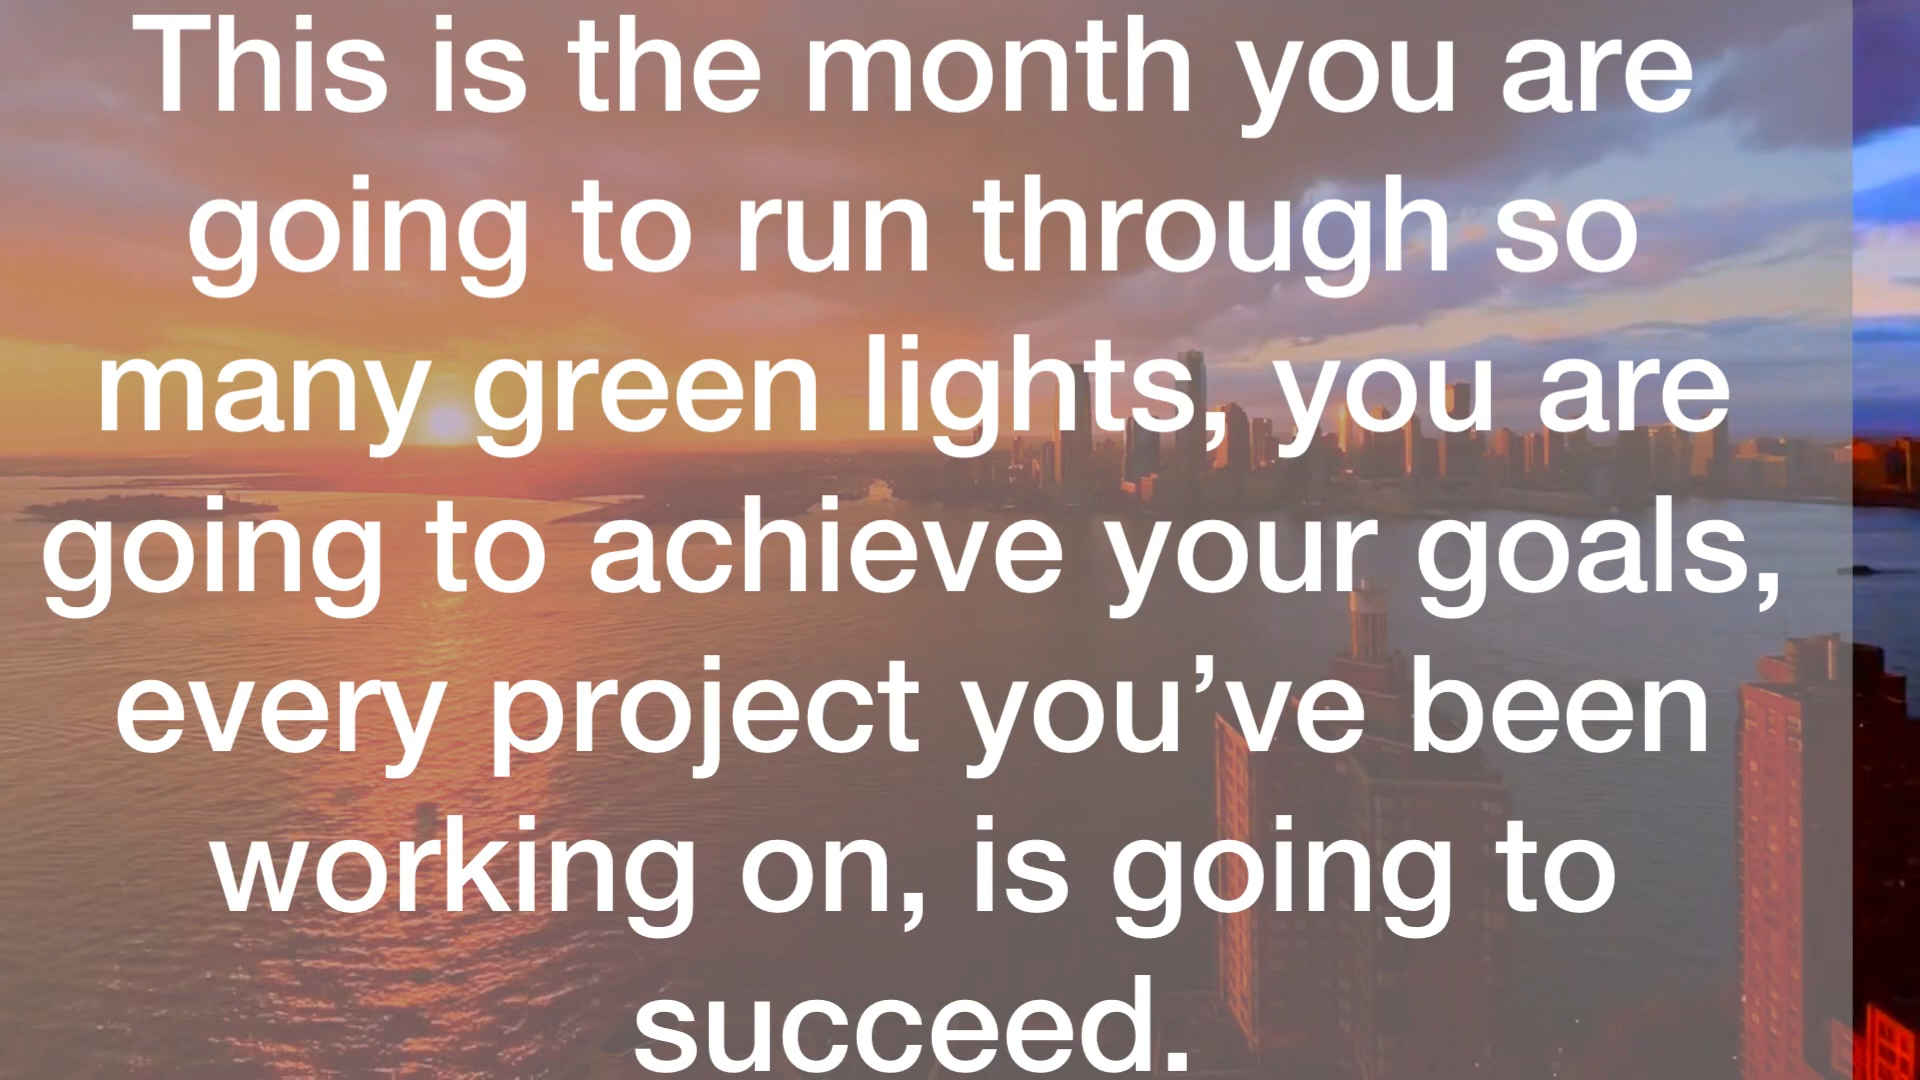 This is the month you are
going to run through so
many green lights, you are
going to achieve your goals,
every project you’ve been
working on, is going to
succeed.